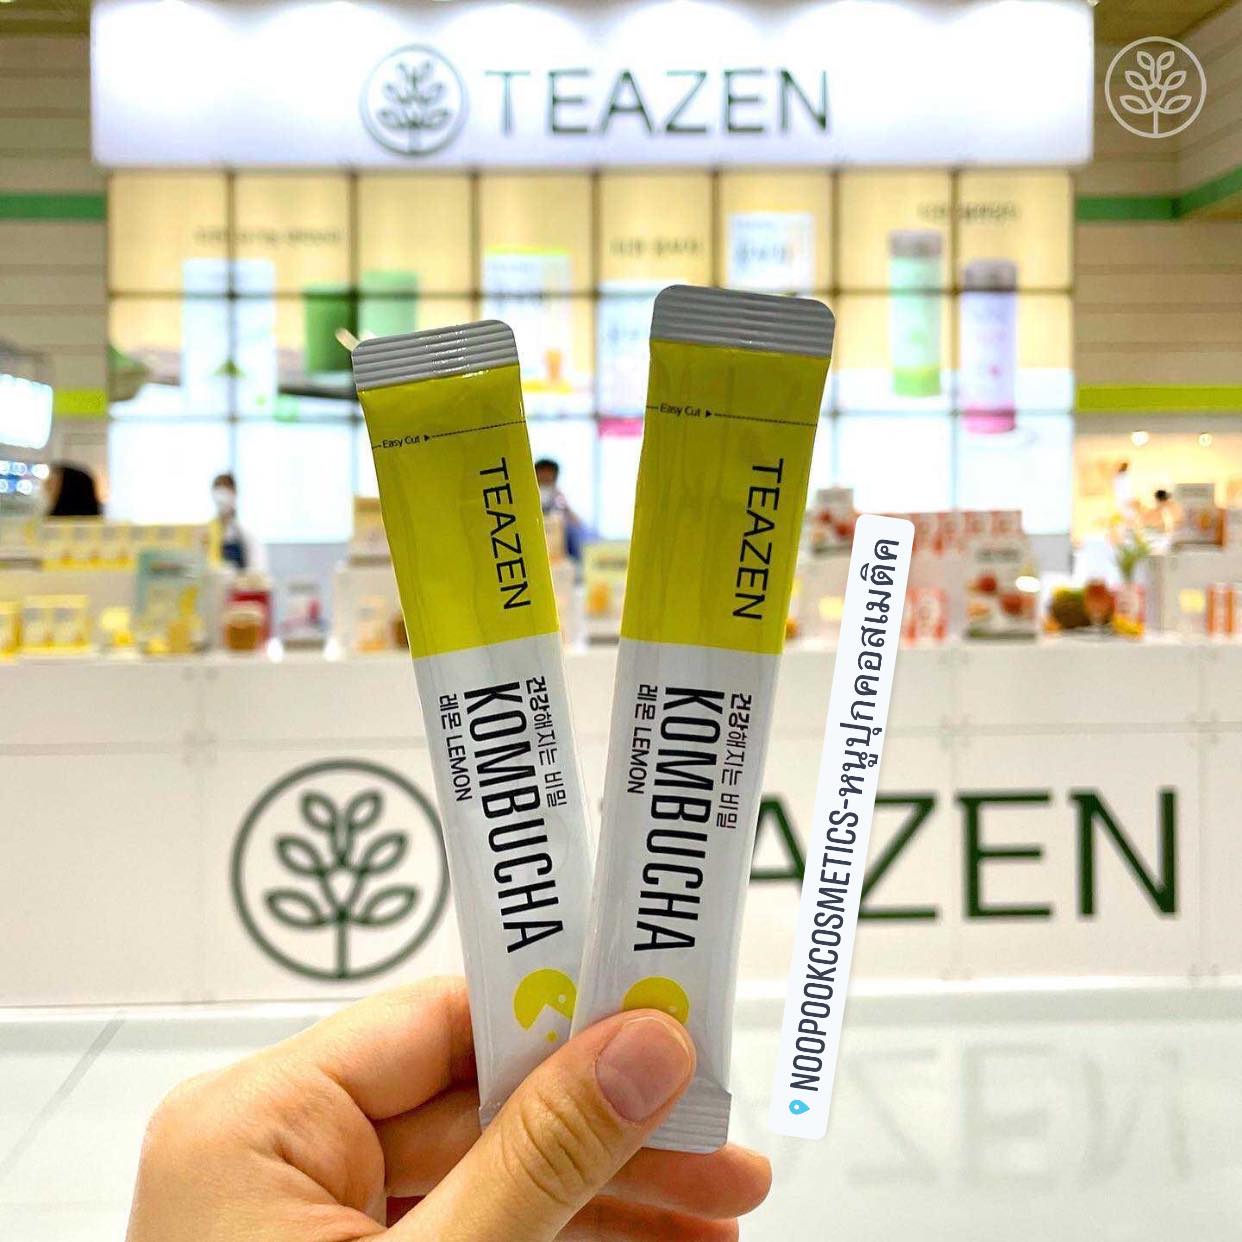 TEAZEN
Easy Cut
TEAZEN
건강해지는 비밀
KOMBUCHA
레몬 LEMON
Easy Cut
TEAZEN
건강해지는 비밀
KOMBUCHA
레몬 LEMON
AZEN
NOOPOOKCOSMETICS-หนูปุกคอสเมติค